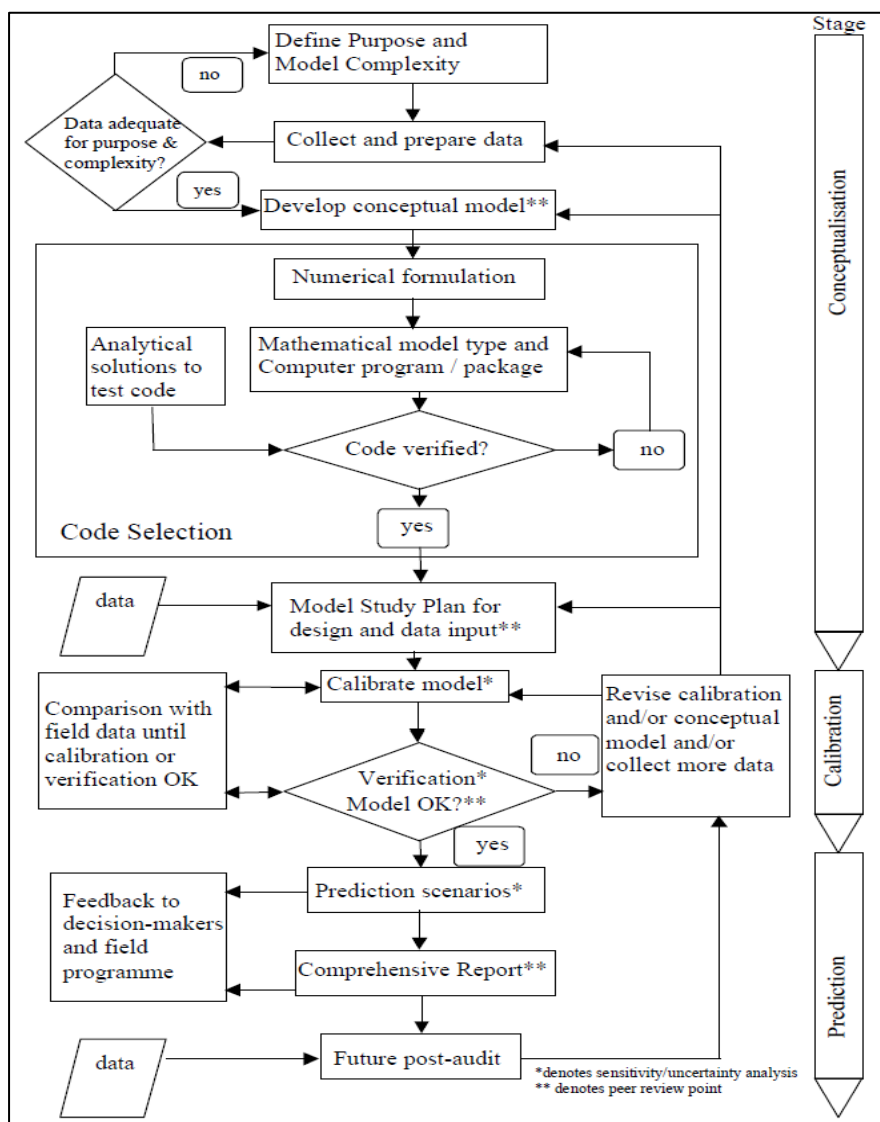 Stage
Define Purpose and
Model Complexity
no
Data adequate
for purpose &
complexity?
Collect and prepare data
yes
Develop conceptual model**
Conceptualisation
Numerical formulation
Analytical
solutions to
test code
Mathematical model type and
Computer program / package
Code verified?
no
yes
Code Selection
data
Model Study Plan for
design and data input**
Calibrate model*
Comparison with
field data until
calibration or
verification OK
Revise calibration
and/or conceptual
model and/or
collect more data
Calibration
no
Verification*
Model OK?**
yes
Prediction scenarios*
Feedback to
decision-makers
and field
programme
Comprehensive Report**
Prediction
data
Future post-audit
*denotes sensitivity/uncertainty analysis
** denotes peer review point